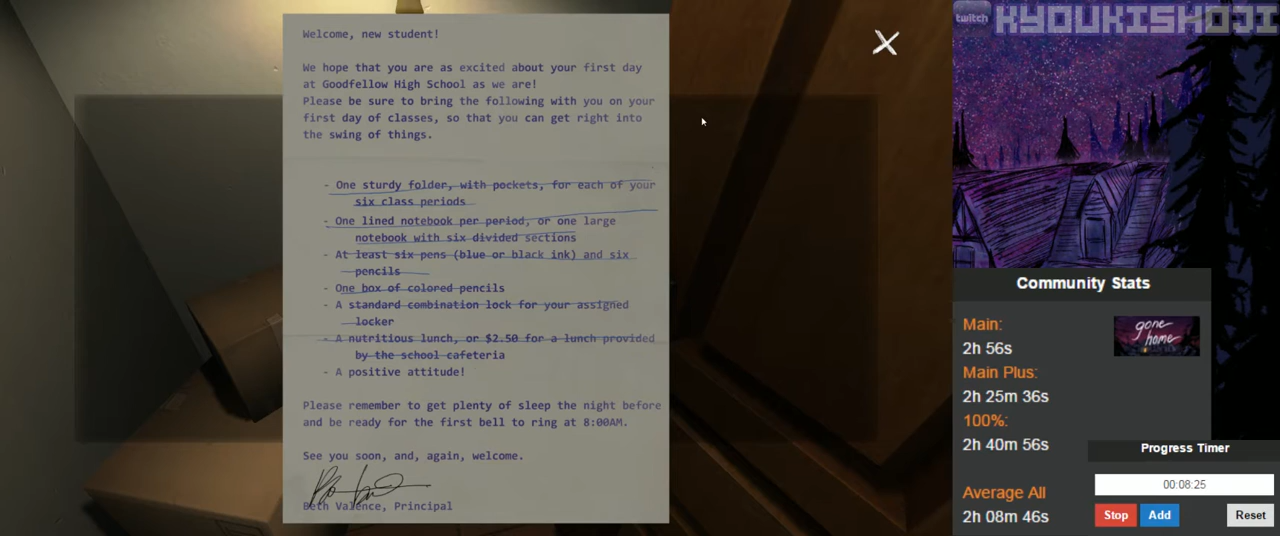 Welcome, new student!
We hope that you are as excited about your first day
at Goodfellow High School as we are!
Please be sure to bring the following with you on your
first day of classes, so that you can get right into
the swing of things.
- One sturdy folder, with pockets, for each of your
six class periods
- One lined notebook per period, or one large
notebook with six divided sections
- At least six pens (blue or black ink) and six
pencils
- One box of colored pencils
- A standard combination lock for your assigned
locker
- A nutritious lunch, or $2.50 for a lunch provided
by the school cafeteria
- A positive attitude!
Please remember to get plenty of sleep the night before
and be ready for the first bell to ring at 8:00AM.
See you soon, and, again, welcome.
Beth Valence, Principal
twitch KYOUKISHOJI
Community Stats
Main:
2h 56s
gone
home
Main Plus:
2h 25m 36s
100%:
2h 40m 56s
Average All
2h 08m 46s
Progress Timer
00:08:25
Stop Add Reset